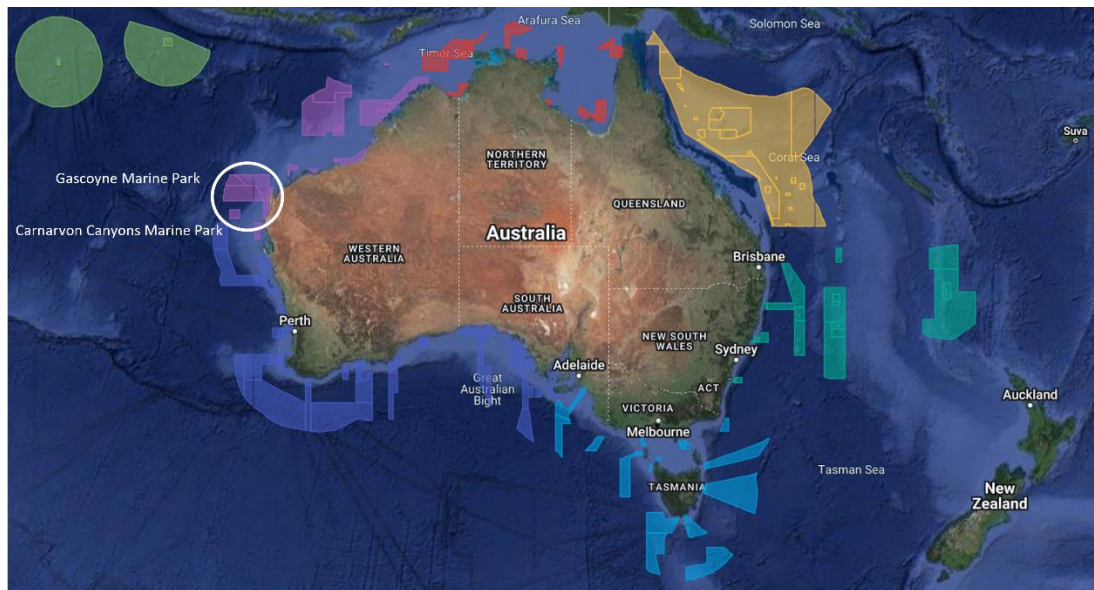 Arafura Sea
Solomon Sea
Timor Sea
Suva
NORTHERN
TERRITORY
Coral Sea
Gascoyne Marine Park
QUEENSLAND
Carnarvon Canyons Marine Park
Australia
WESTERN
AUSTRALIA
Brisbane
SOUTH
AUSTRALIA
Perth
NEW SOUTH
WALES
Sydney
Adelaide
Great
Australian
Bight
ACT
Auckland
VICTORIA
Melbourne
Tasman Sea
TASMANIA
New
Zealand